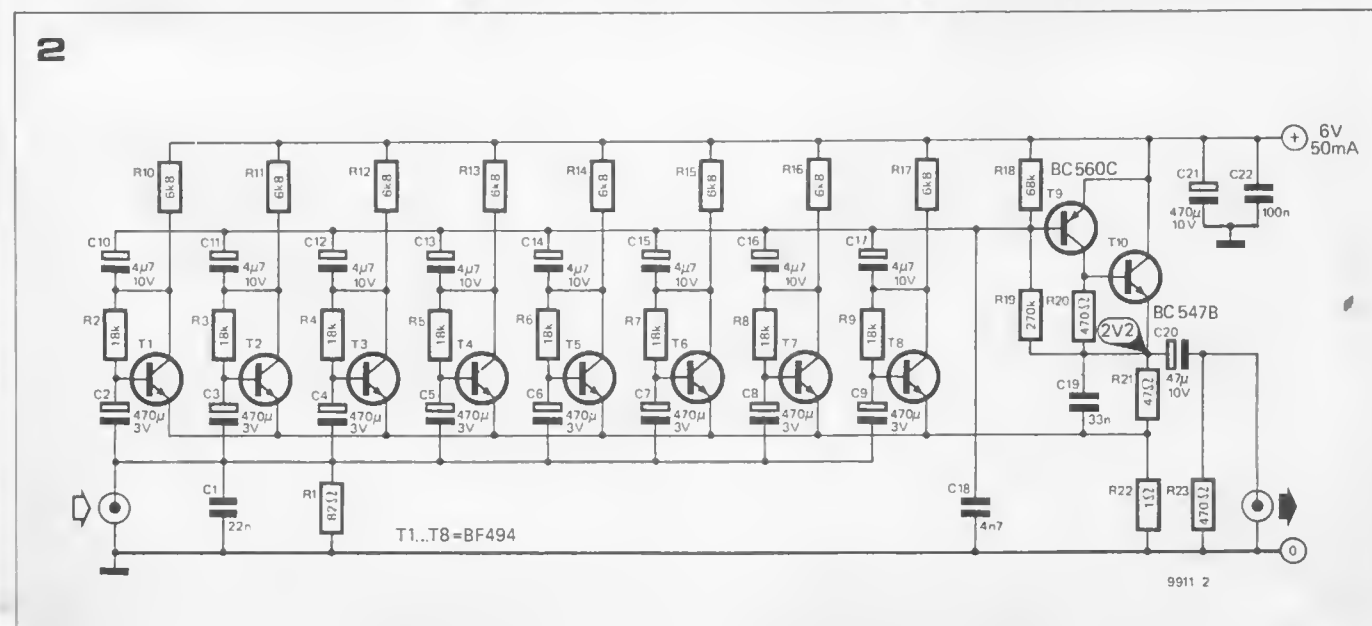 2
+ 6V
50mA
R10 6k8
R11 6k8
R12 6k8
R13 6k8
R14 6k8
R15 6k8
R16 6k8
R17 6k8
R18 68k
BC560C
T9
C21 470µ 10V
C22 100n
C10 4µ7 10V
C11 4µ7 10V
C12 4µ7 10V
C13 4µ7 10V
C14 4µ7 10V
C15 4µ7 10V
C16 4µ7 10V
C17 4µ7 10V
T10
BC547B
R2 18k
R3 18k
R4 18k
R5 18k
R6 18k
R7 18k
R8 18k
R9 18k
R19 270k
R20 470Ω
2V2
C20 47µ 10V
T1
T2
T3
T4
T5
T6
T7
T8
C2 470µ 3V
C3 470µ 3V
C4 470µ 3V
C5 470µ 3V
C6 470µ 3V
C7 470µ 3V
C8 470µ 3V
C9 470µ 3V
C19 33n
R21 47Ω
C1 22n
R1 82Ω
C18 4n7
R22 1Ω
R23 470Ω
T1...T8=BF494
0
9911 2